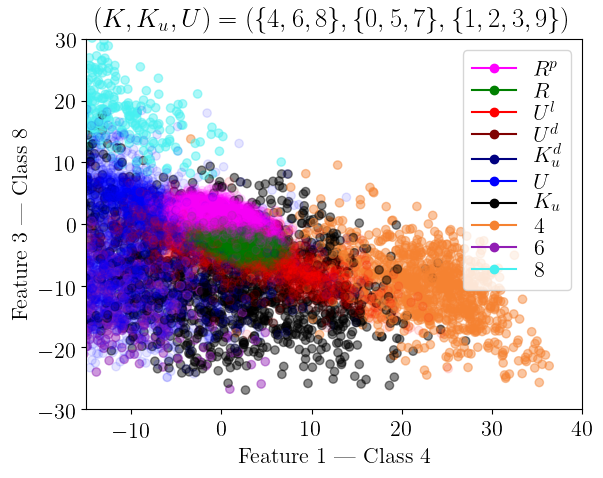 (K, K_u, U) = ({4, 6, 8}, {0, 5, 7}, {1, 2, 3, 9})
30
20
10
0
−10
−20
−30
Feature 3 — Class 8
R^p
R
U^l
U^d
K_u^d
U
K_u
4
6
8
−10
0
10
20
30
40
Feature 1 — Class 4